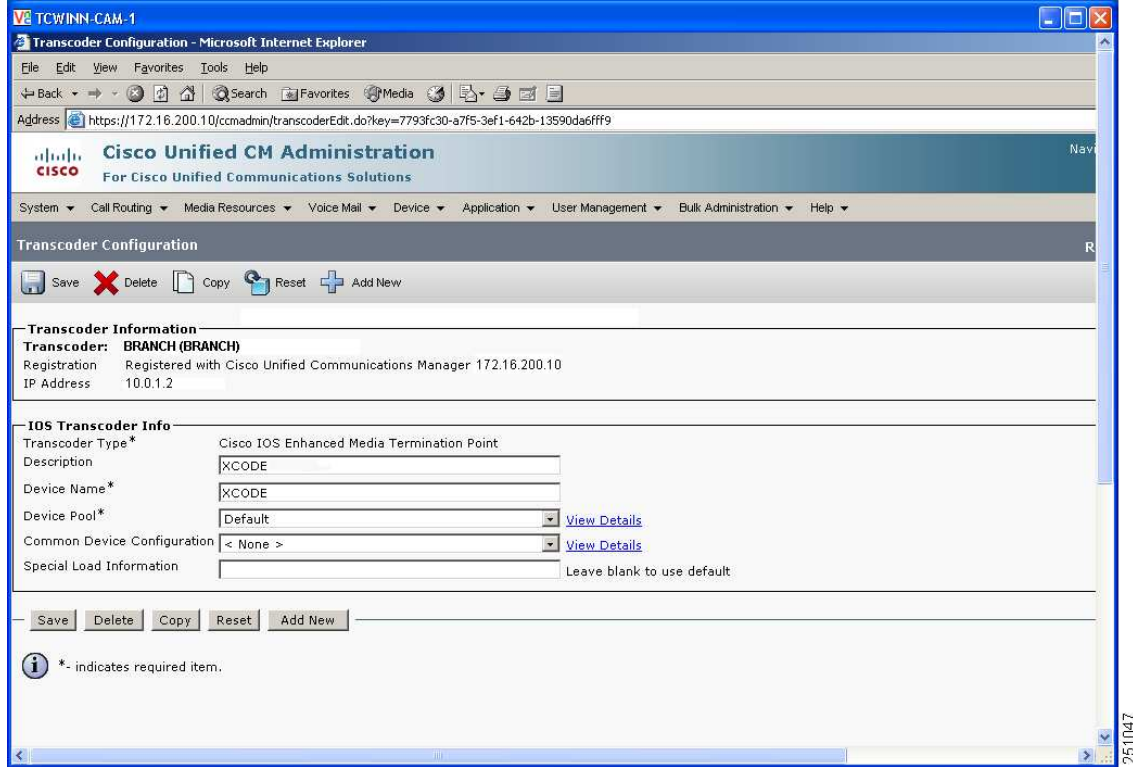 TCWINN-CAM-1
Transcoder Configuration - Microsoft Internet Explorer
File Edit View Favorites Tools Help
Back Search Favorites Media
Address https://172.16.200.10/ccmadmin/transcoderEdit.do?key=7793fc30-a7f5-3ef1-642b-13590da6fff9
cisco Cisco Unified CM Administration Navi
For Cisco Unified Communications Solutions
System Call Routing Media Resources Voice Mail Device Application User Management Bulk Administration Help
Transcoder Configuration R
Save Delete Copy Reset Add New
Transcoder Information
Transcoder: BRANCH (BRANCH)
Registration Registered with Cisco Unified Communications Manager 172.16.200.10
IP Address 10.0.1.2
IOS Transcoder Info
Transcoder Type* Cisco IOS Enhanced Media Termination Point
Description XCODE
Device Name* XCODE
Device Pool* Default View Details
Common Device Configuration < None > View Details
Special Load Information Leave blank to use default
Save Delete Copy Reset Add New
i *- indicates required item.
251047